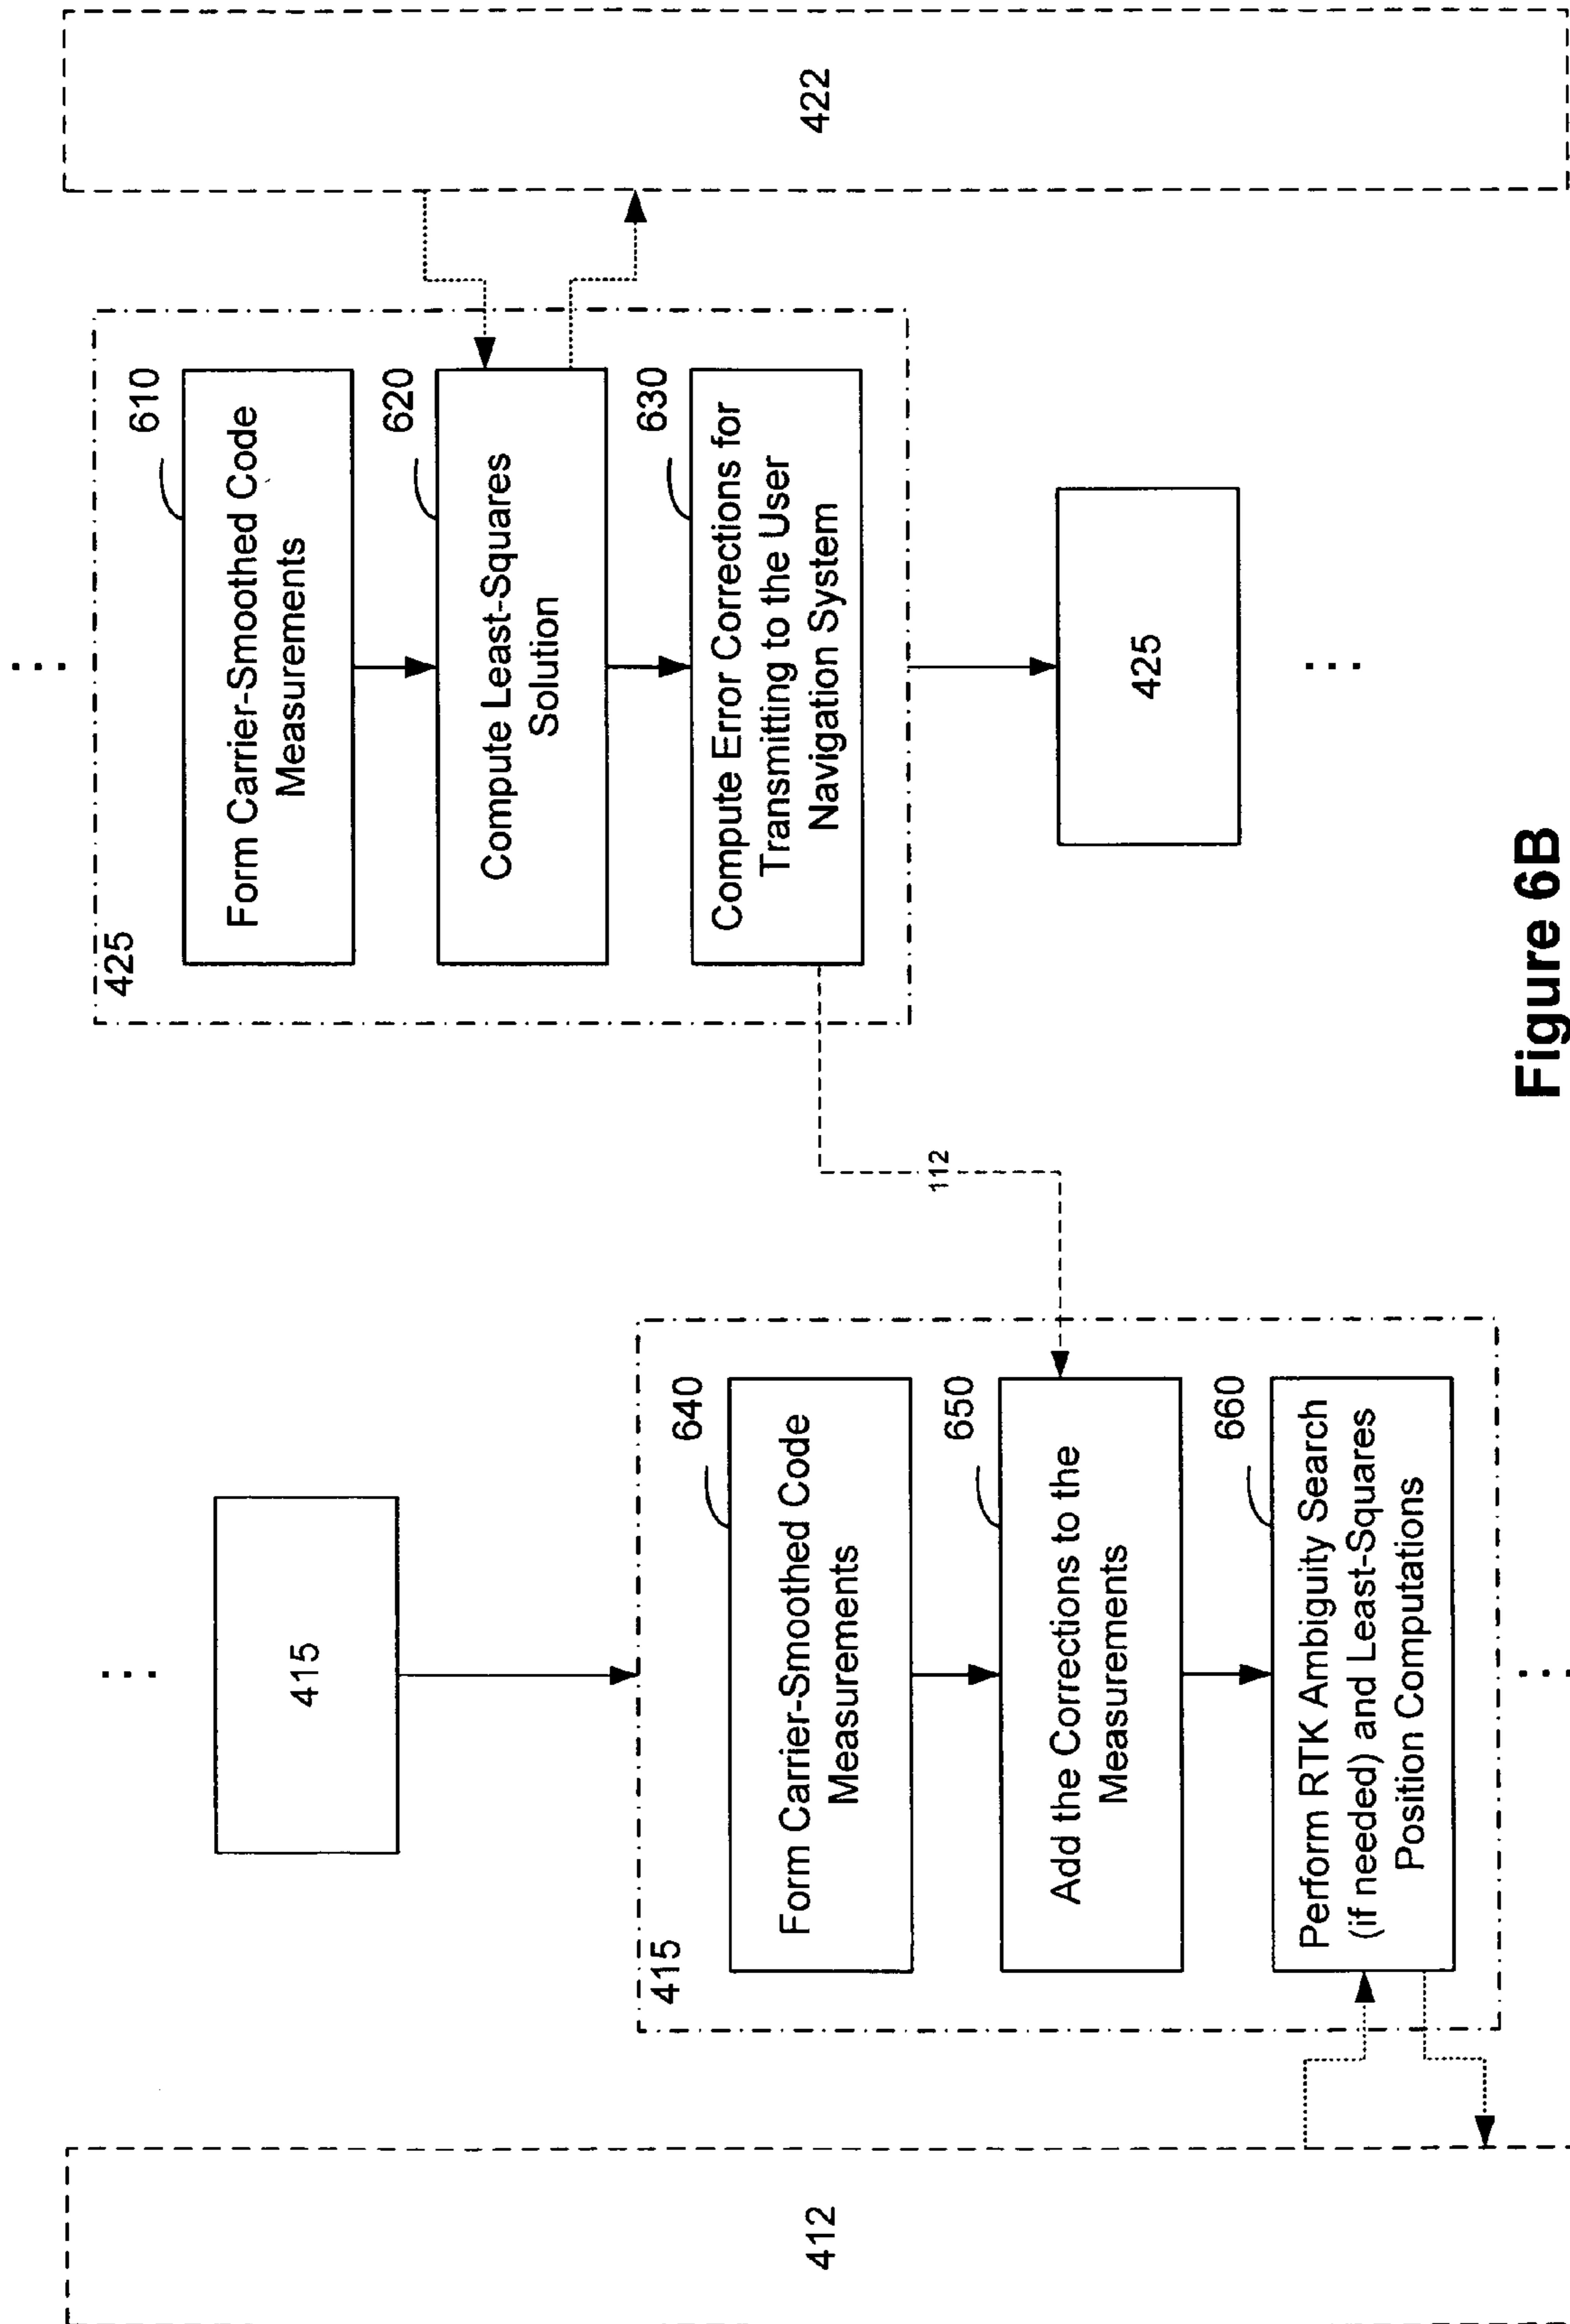 412
...
415
415
640
Form Carrier-Smoothed Code
Measurements
650
Add the Corrections to the
Measurements
660
Perform RTK Ambiguity Search
(if needed) and Least-Squares
Position Computations
...
112
...
425
610
Form Carrier-Smoothed Code
Measurements
620
Compute Least-Squares
Solution
630
Compute Error Corrections for
Transmitting to the User
Navigation System
425
...
422
Figure 6B